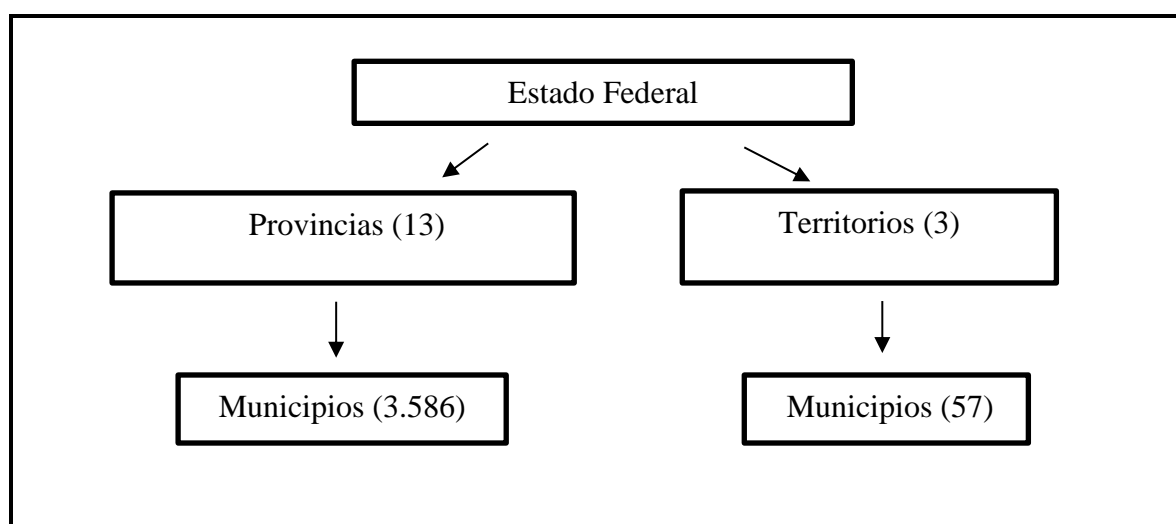 Estado Federal
Provincias (13)
Territorios (3)
Municipios (3.586)
Municipios (57)